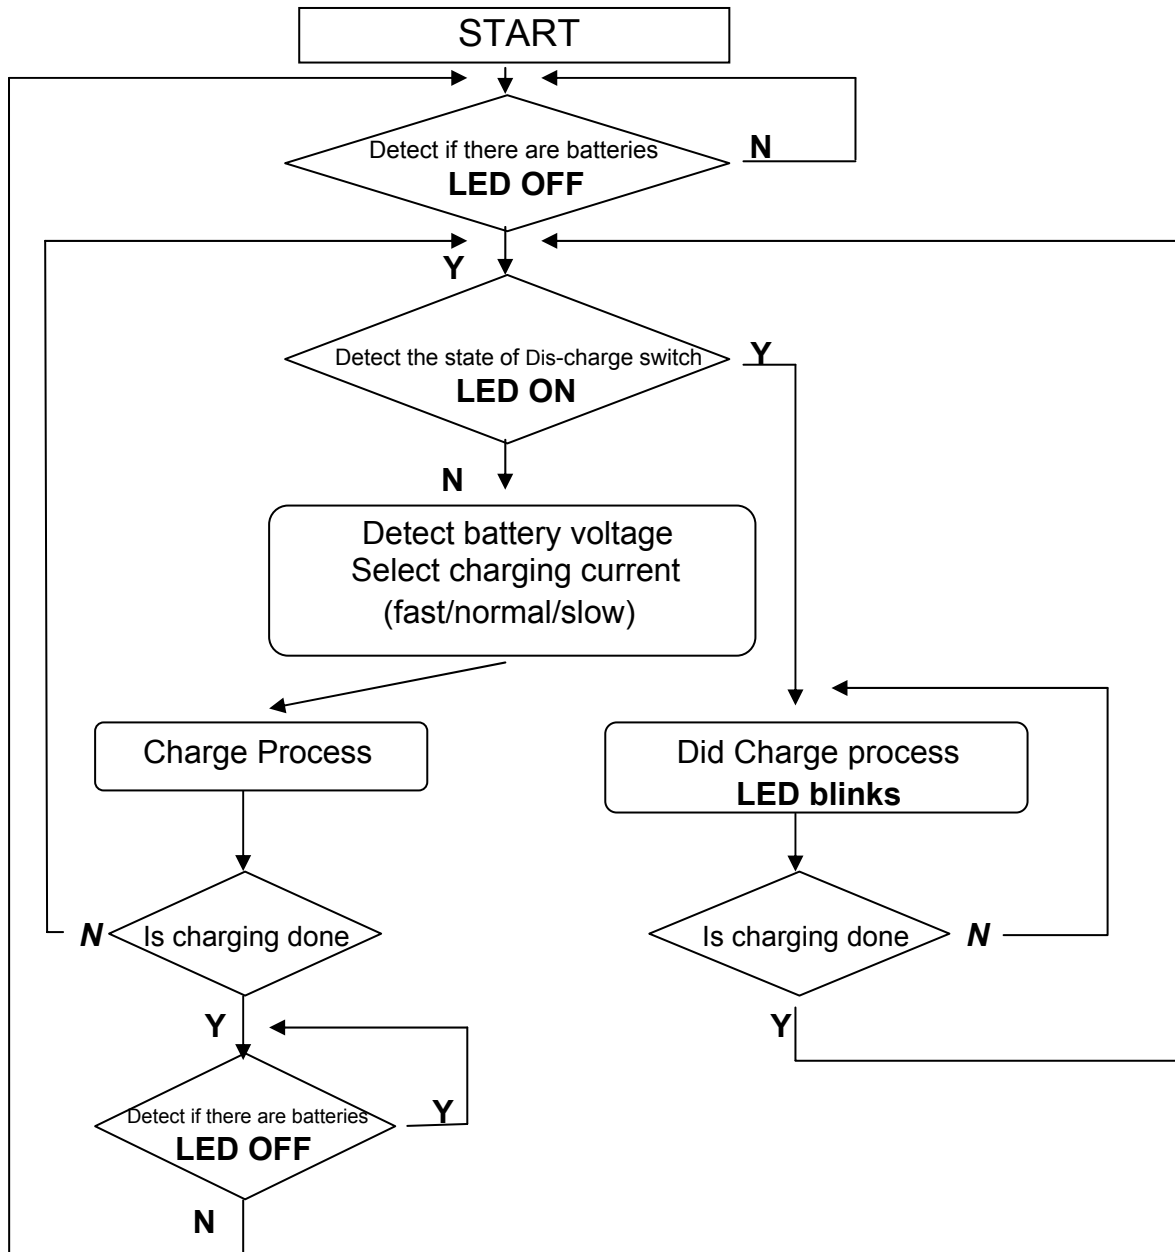 START
Detect if there are batteries
LED OFF
N
Y
Detect the state of Dis-charge switch
LED ON
Y
N
Detect battery voltage
Select charging current
(fast/normal/slow)
Charge Process
Did Charge process
LED blinks
N
Is charging done
Is charging done
N
Y
Y
Detect if there are batteries
LED OFF
Y
N